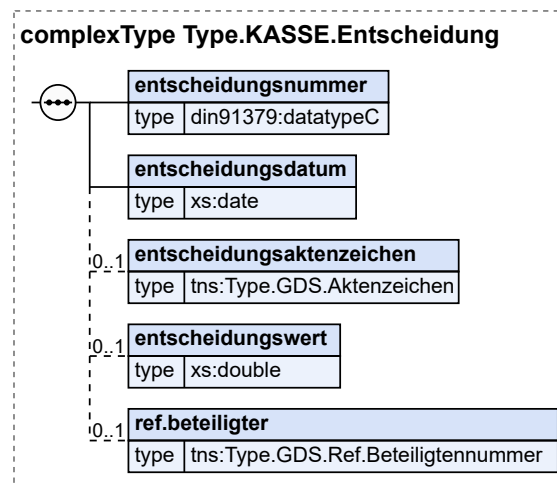 complexType Type.KASSE.Entscheidung
entscheidungsnummer
type din91379:datatypeC
entscheidungsdatum
type xs:date
0..1 entscheidungsaktenzeichen
type tns:Type.GDS.Aktenzeichen
0..1 entscheidungswert
type xs:double
0..1 ref.beteiligter
type tns:Type.GDS.Ref.Beteiligtennummer